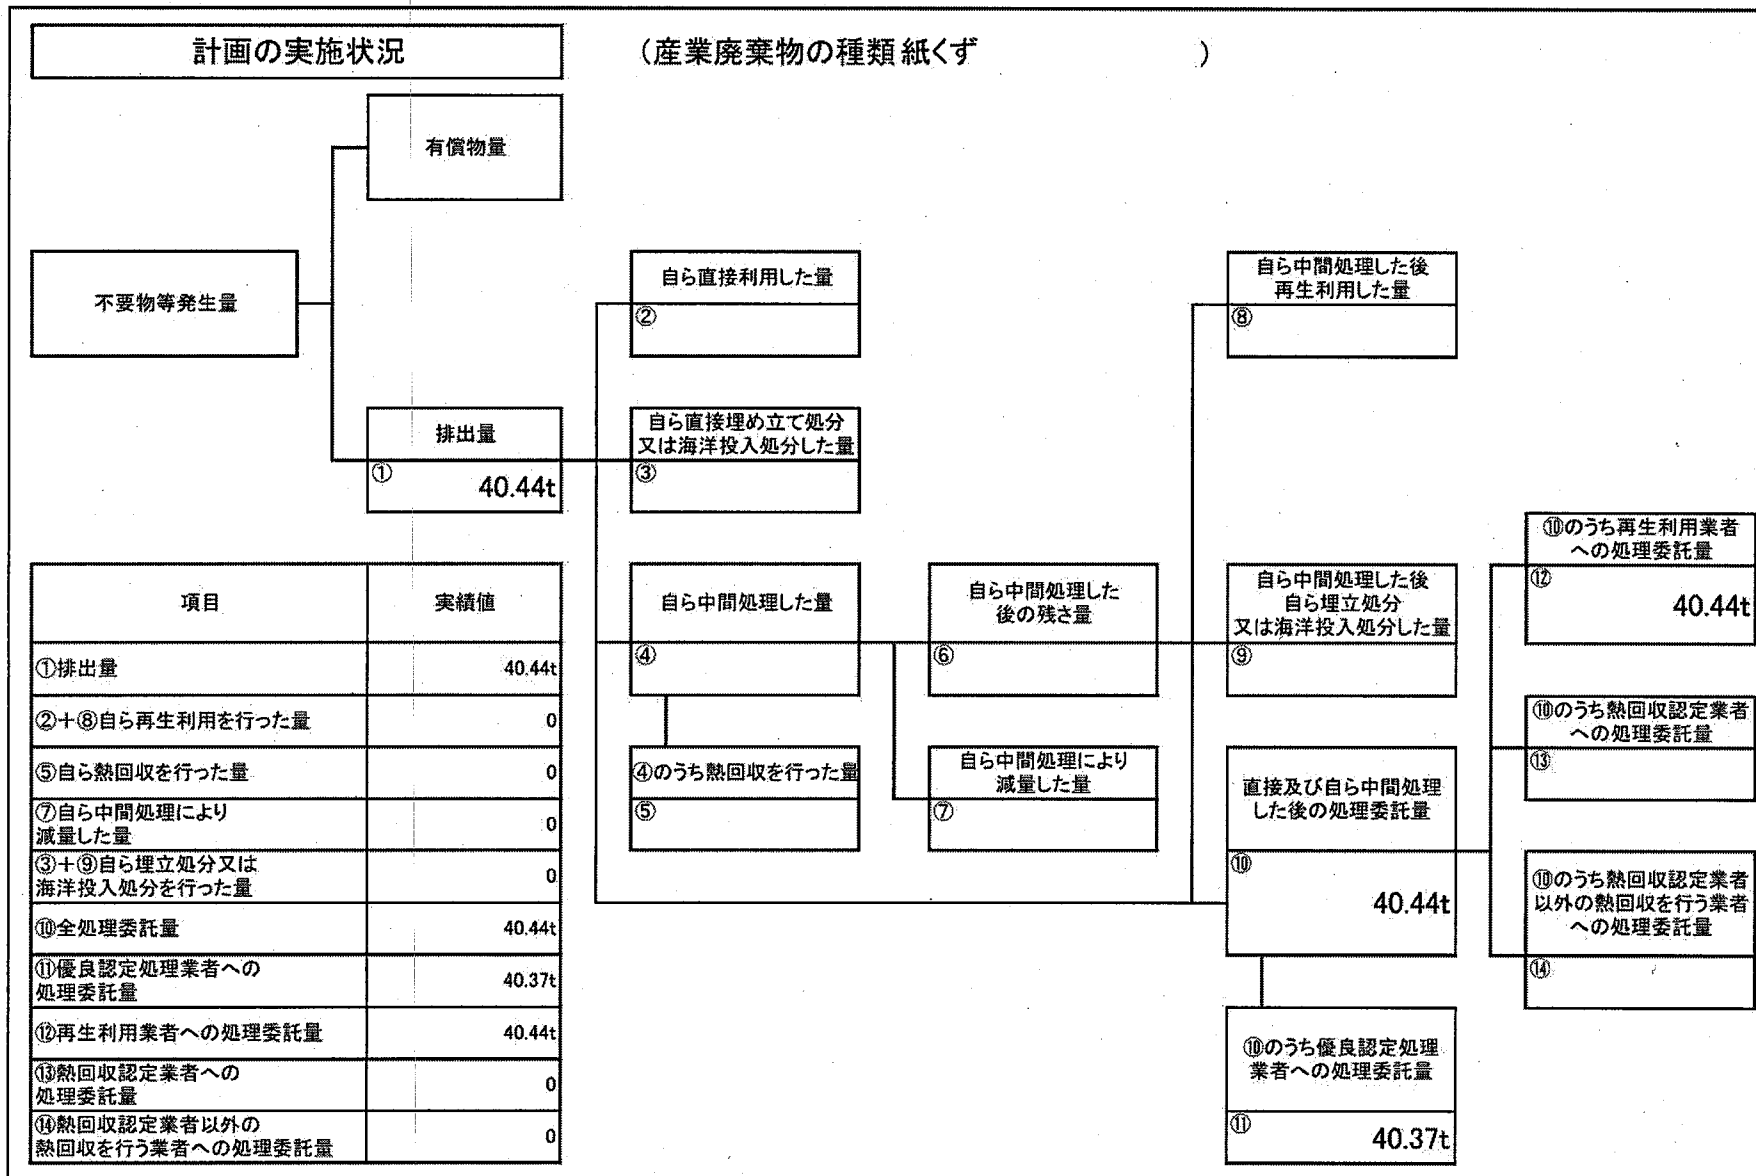 計画の実施状況
(産業廃棄物の種類 紙くず )
有償物量
不要物等発生量
排出量
①
40.44t
自ら直接利用した量
②
自ら直接埋め立て処分
又は海洋投入処分した量
③
自ら中間処理した量
④
④のうち熱回収を行った量
⑤
自ら中間処理した
後の残さ量
⑥
自ら中間処理により
減量した量
⑦
自ら中間処理した後
再生利用した量
⑧
自ら中間処理した後
自ら埋立処分
又は海洋投入処分した量
⑨
直接及び自ら中間処理
した後の処理委託量
⑩
40.44t
⑩のうち優良認定処理
業者への処理委託量
⑪
40.37t
⑩のうち再生利用業者
への処理委託量
⑫
40.44t
⑩のうち熱回収認定業者
への処理委託量
⑬
⑩のうち熱回収認定業者
以外の熱回収を行う業者
への処理委託量
⑭
項目 実績値
①排出量 40.44t
②+⑧自ら再生利用を行った量 0
⑤自ら熱回収を行った量 0
⑦自ら中間処理により
減量した量 0
③+⑨自ら埋立処分又は
海洋投入処分を行った量 0
⑩全処理委託量 40.44t
⑪優良認定処理業者への
処理委託量 40.37t
⑫再生利用業者への処理委託量 40.44t
⑬熱回収認定業者への
処理委託量 0
⑭熱回収認定業者以外の
熱回収を行う業者への処理委託量 0